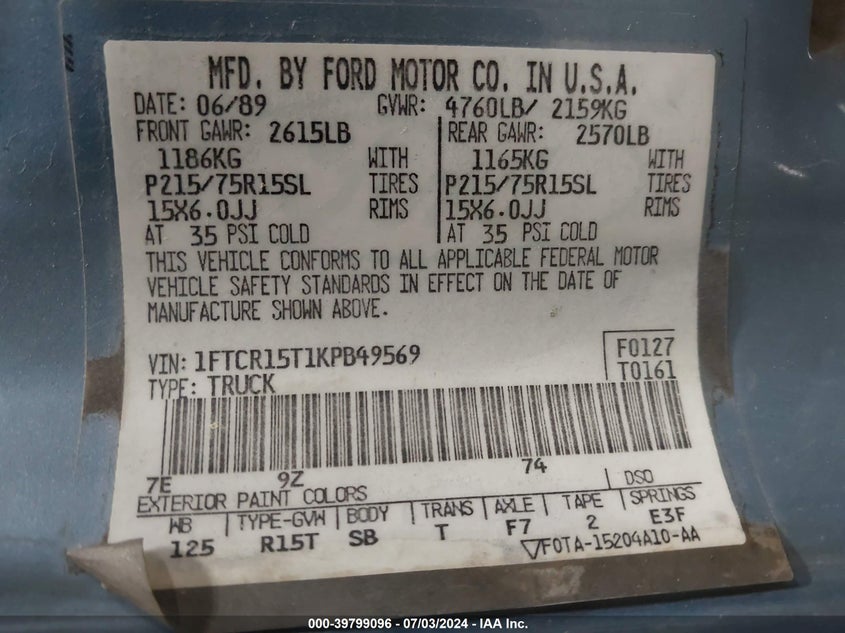 MFD. BY FORD MOTOR CO. IN U.S.A.
DATE: 06/89 GVWR: 4760LB/ 2159KG
FRONT GAWR: 2615LB REAR GAWR: 2570LB
1186KG WITH 1165KG WITH
P215/75R15SL TIRES P215/75R15SL TIRES
15X6.0JJ RIMS 15X6.0JJ RIMS
AT 35 PSI COLD AT 35 PSI COLD
THIS VEHICLE CONFORMS TO ALL APPLICABLE FEDERAL MOTOR
VEHICLE SAFETY STANDARDS IN EFFECT ON THE DATE OF
MANUFACTURE SHOWN ABOVE.
VIN: 1FTCR15T1KPB49569 F0127
TYPE: TRUCK T0161
7E 9Z 74
EXTERIOR PAINT COLORS DSO
WB TYPE-GVW BODY TRANS AXLE TAPE SPRINGS
125 R15T SB T F7 2 E3F
F0TA-15204A10-AA
000-39799096 - 07/03/2024 - IAA Inc.